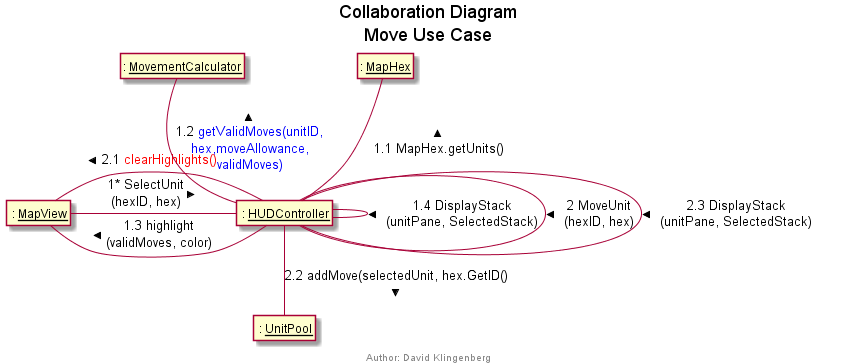 Collaboration Diagram
Move Use Case
: MovementCalculator
: MapHex
1.2 getValidMoves(unitID,
hex,moveAllowance,
validMoves)
1.1 MapHex.getUnits()
2.1 clearHighlights()
1* SelectUnit
(hexID, hex)
1.4 DisplayStack
(unitPane, SelectedStack)
2 MoveUnit
(hexID, hex)
2.3 DisplayStack
(unitPane, SelectedStack)
: MapView
: HUDController
1.3 highlight
(validMoves, color)
2.2 addMove(selectedUnit, hex.GetID()
: UnitPool
Author: David Klingenberg